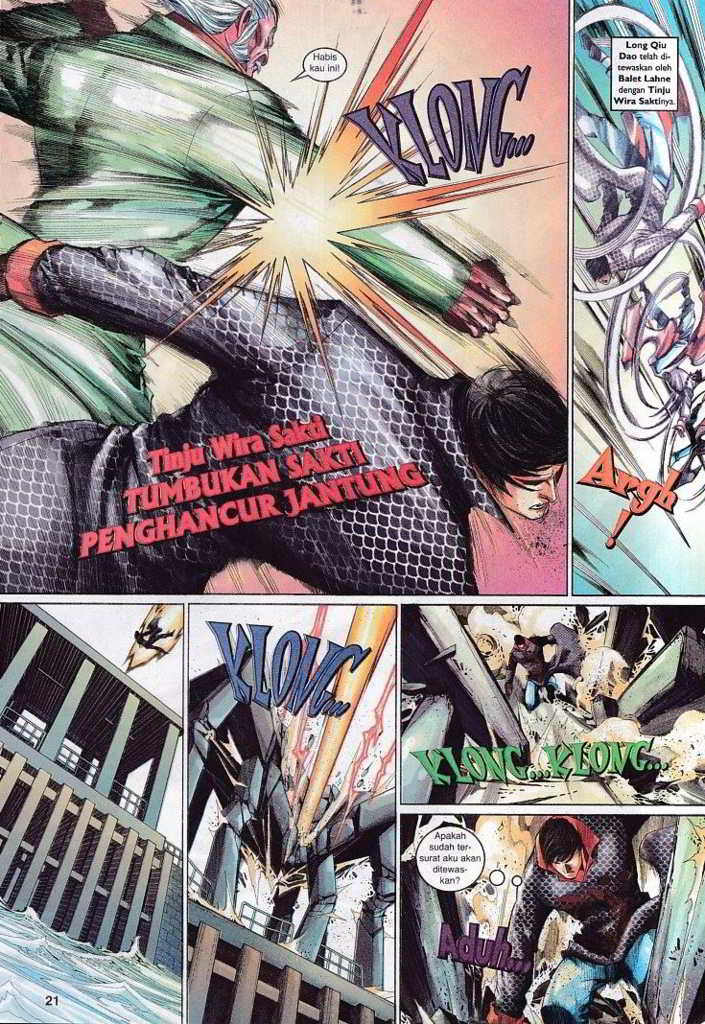 Habis
kau ini!
KLONG...
Long Qiu
Dao telah di-
tewaskan oleh
Balet Lahne
dengan Tinju
Wira Saktinya.
Tinju Wira Sakti
TUMBUKAN SAKTI
PENGHANCUR JANTUNG
Argh
!
KLONG...
KLONG...KLONG...
Apakah
sudah ter-
surat aku akan
ditewas-
kan?
Aduh...
21